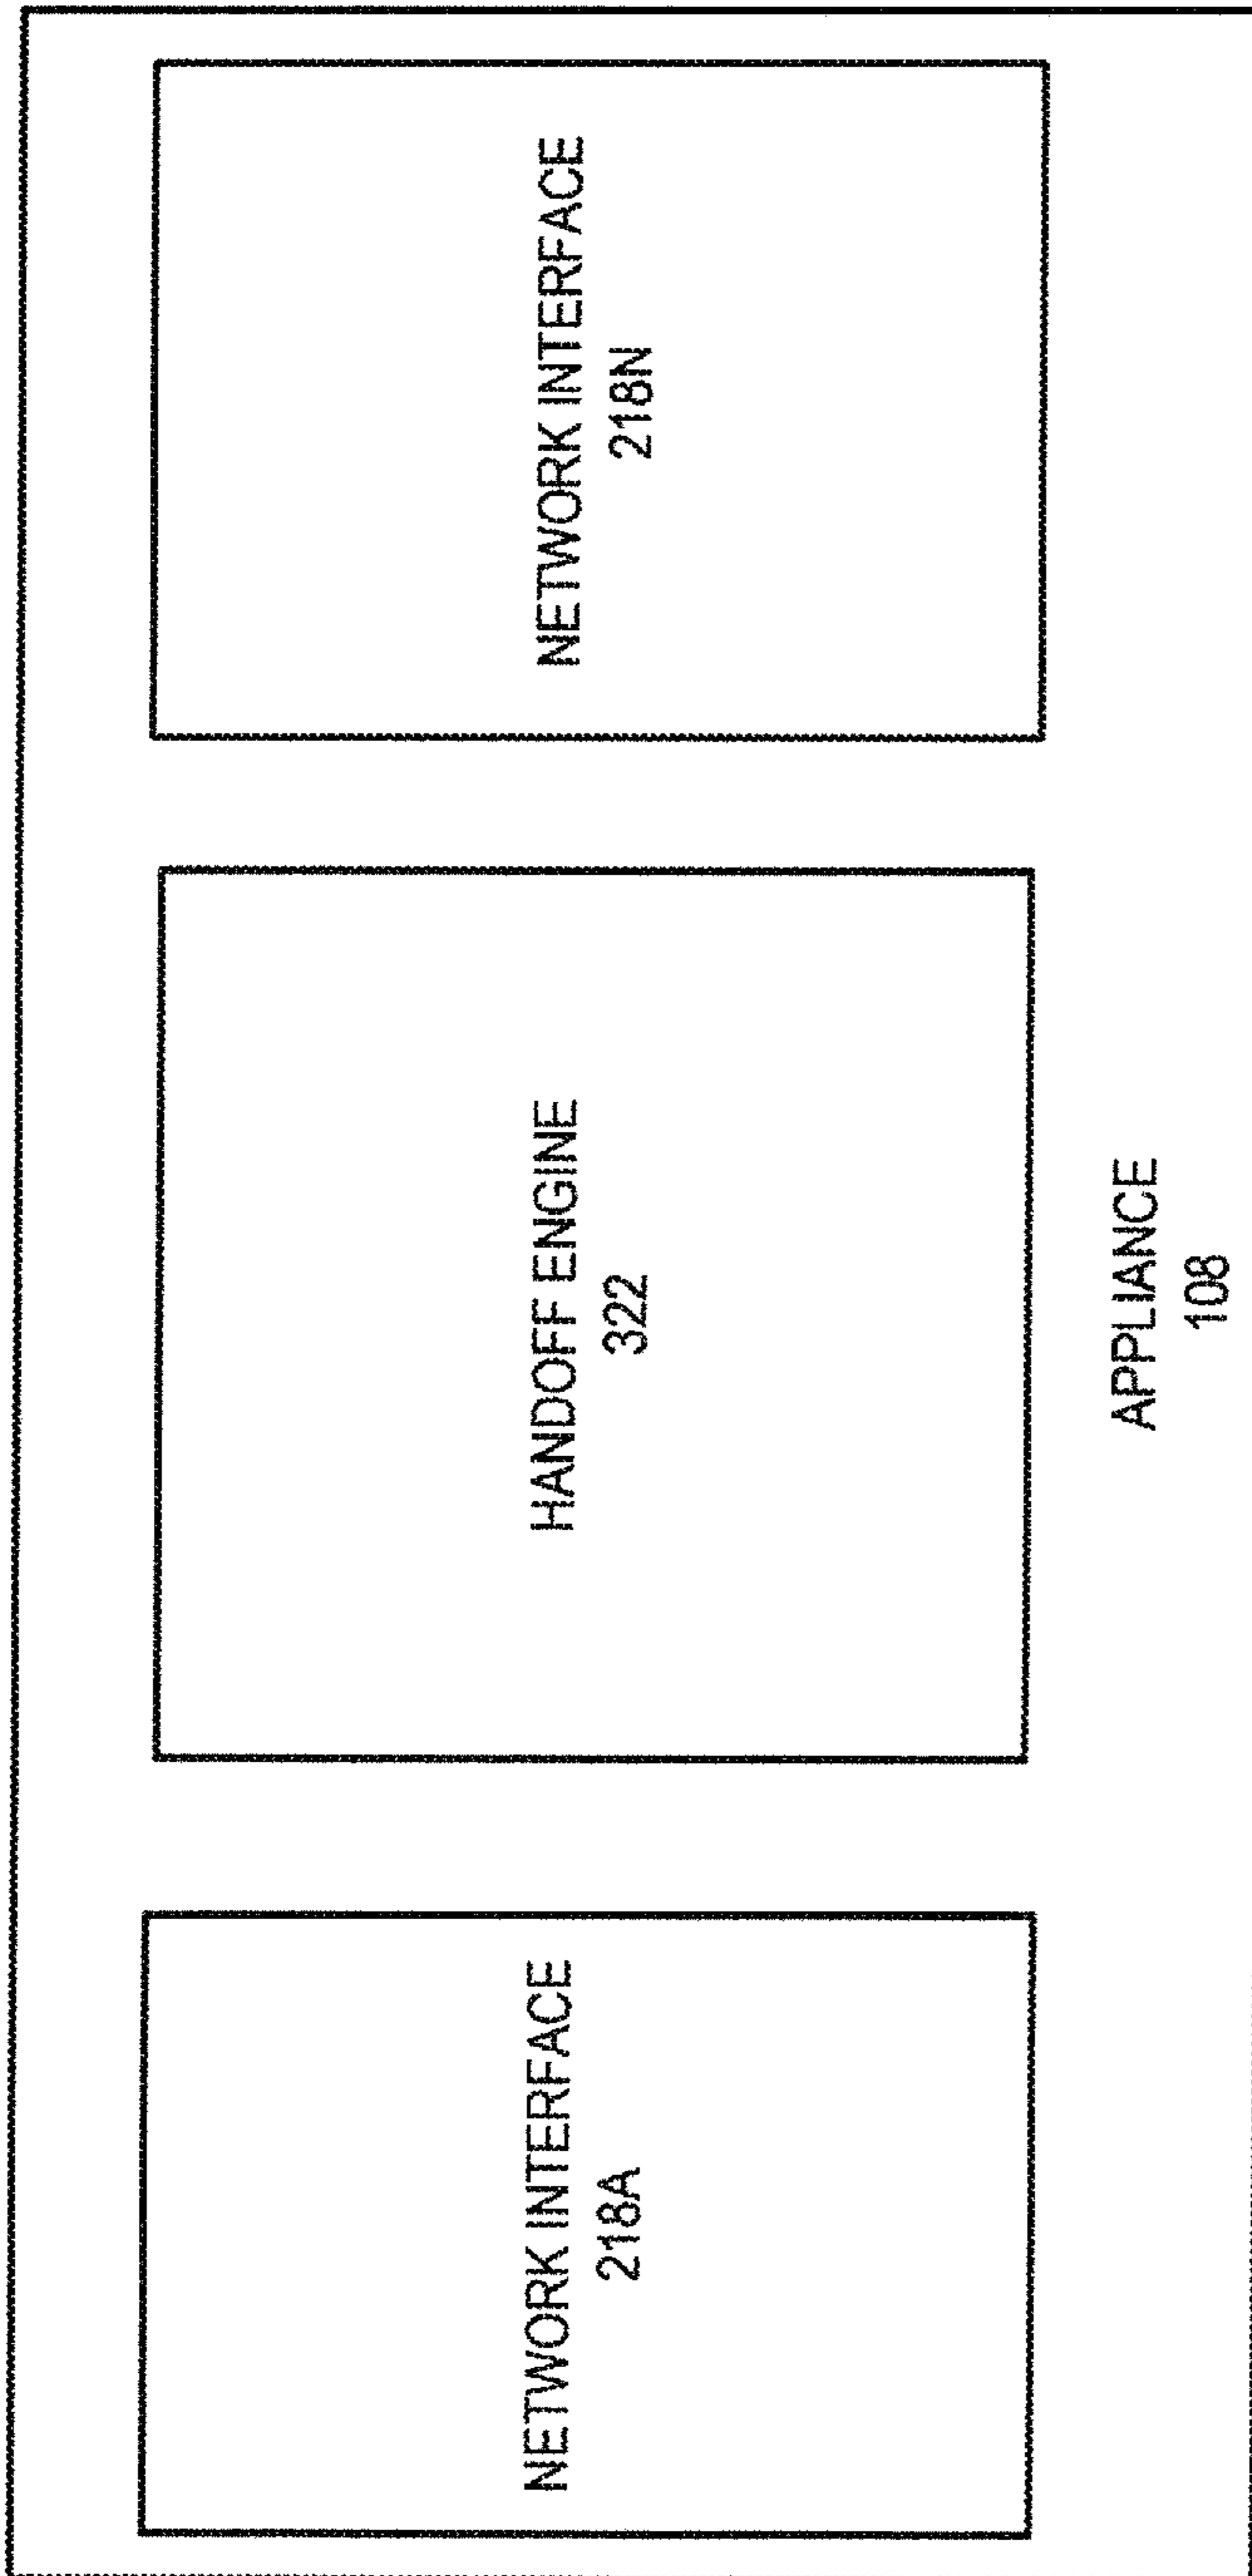 NETWORK INTERFACE
218A
HANDOFF ENGINE
322
NETWORK INTERFACE
218N
APPLIANCE
108